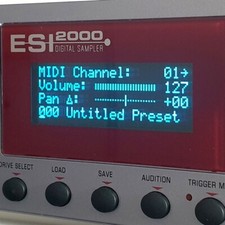 ESI 2000
DIGITAL SAMPLER
MIDI Channel: 01→
Volume: 127
Pan Δ: +00
000 Untitled Preset
DRIVE SELECT LOAD SAVE AUDITION TRIGGER M